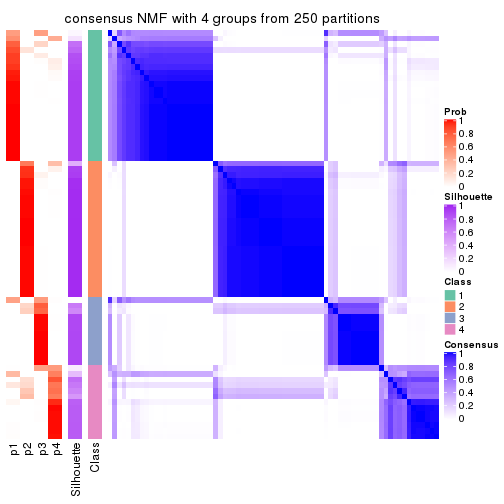 consensus NMF with 4 groups from 250 partitions
Prob
1
0.8
0.6
0.4
0.2
0
Silhouette
1
0.8
0.6
0.4
0.2
0
Class
1
2
3
4
Consensus
1
0.8
0.6
0.4
0.2
0
p1
p2
p3
p4
Silhouette
Class